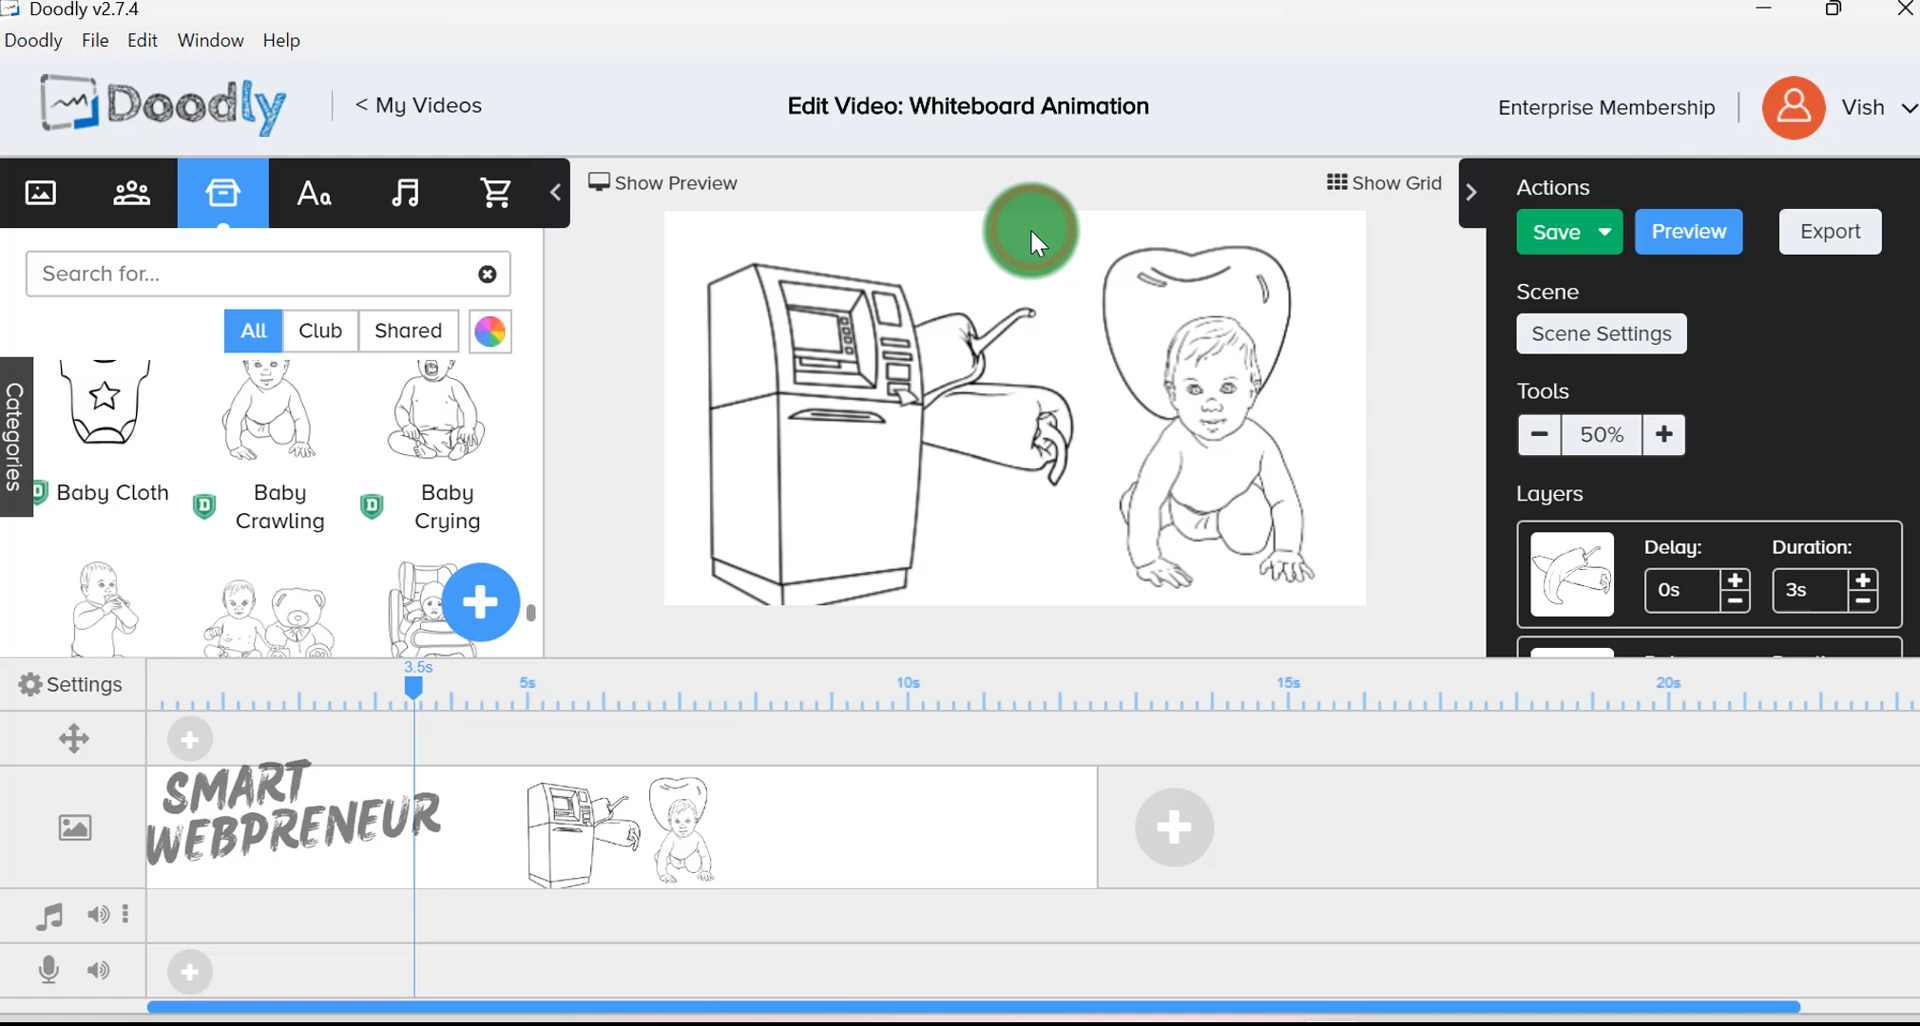 Doodly v2.7.4
Doodly File Edit Window Help
Doodly < My Videos Edit Video: Whiteboard Animation Enterprise Membership Vish
Show Preview Show Grid
Actions
Save Preview Export
Search for...
All Club Shared
Scene
Scene Settings
Tools
50%
Categories
Baby Cloth
Baby Crawling
Baby Crying
Layers
Delay: Duration:
0s 3s
Settings
3.5s 5s 10s 15s 20s
SMART
WEBPRENEUR